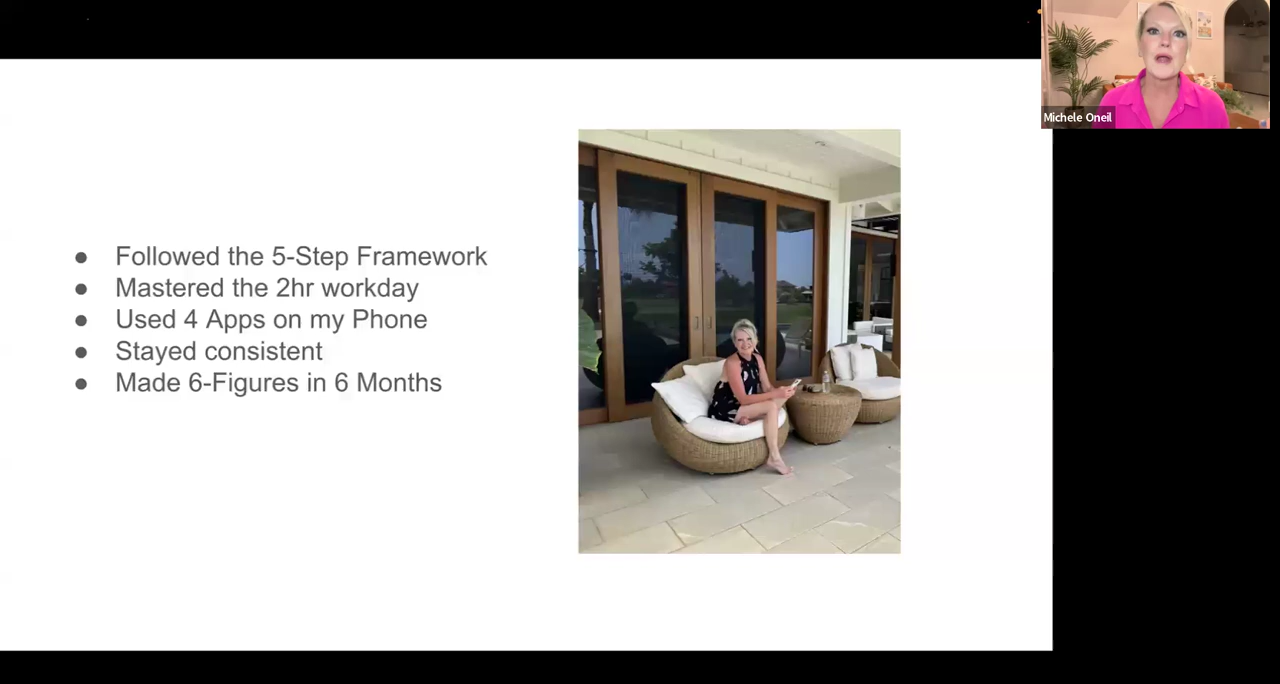 Michele Oneil
● Followed the 5-Step Framework
● Mastered the 2hr workday
● Used 4 Apps on my Phone
● Stayed consistent
● Made 6-Figures in 6 Months